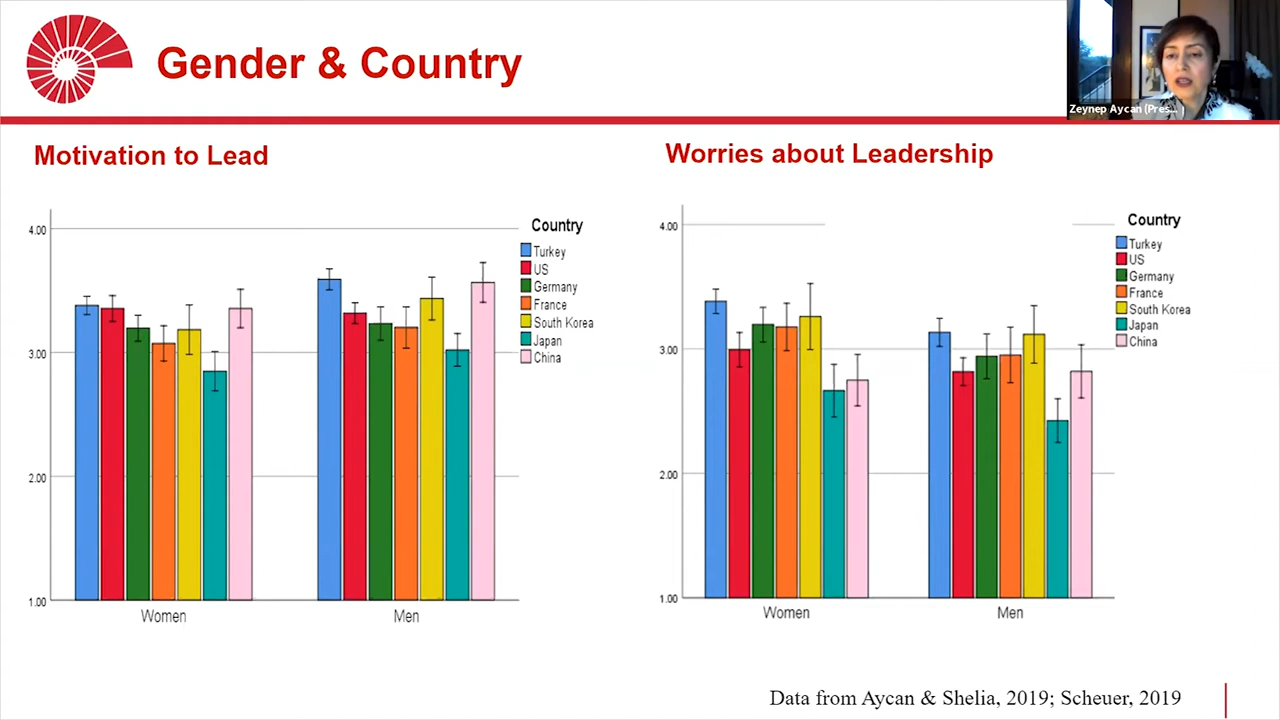 Gender & Country
Zeynep Aycan (Pres...
Motivation to Lead
Worries about Leadership
4.00
3.00
2.00
1.00
Women
Men
Country
Turkey
US
Germany
France
South Korea
Japan
China
4.00
3.00
2.00
1.00
Women
Men
Country
Turkey
US
Germany
France
South Korea
Japan
China
Data from Aycan & Shelia, 2019; Scheuer, 2019